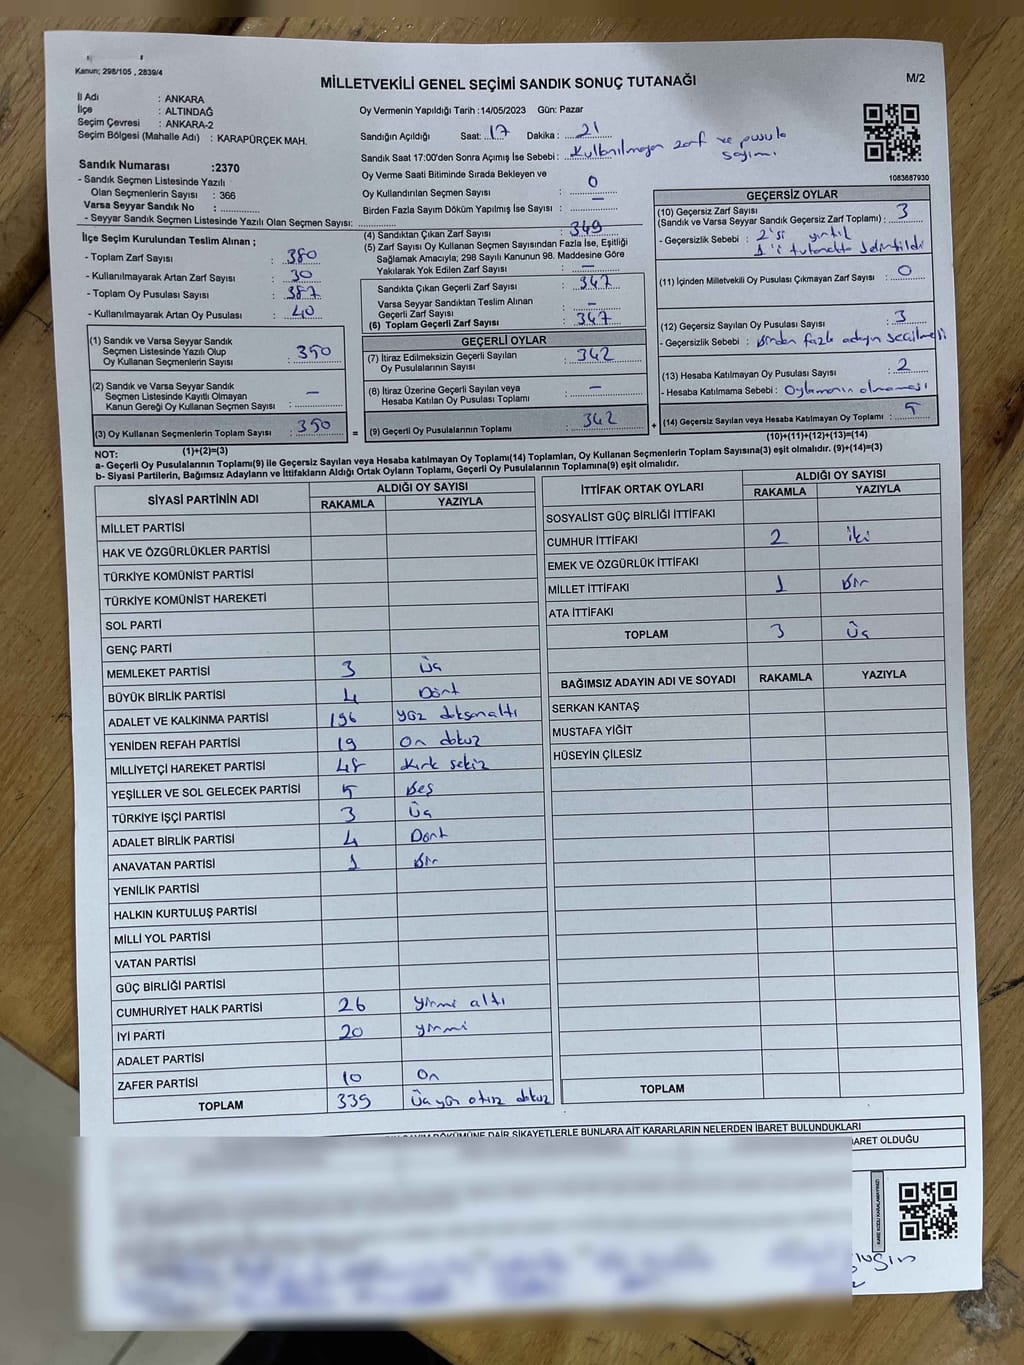 Kanun; 298/105 , 2839/4
MİLLETVEKİLİ GENEL SEÇİMİ SANDIK SONUÇ TUTANAĞI
M/2
İl Adı : ANKARA
İlçe : ALTINDAĞ
Seçim Çevresi : ANKARA-2
Seçim Bölgesi (Mahalle Adı) : KARAPÜRÇEK MAH.
Sandık Numarası :2370
- Sandık Seçmen Listesinde Yazılı
Olan Seçmenlerin Sayısı : 366
Varsa Seyyar Sandık No :
- Seyyar Sandık Seçmen Listesinde Yazılı Olan Seçmen Sayısı:
Oy Vermenin Yapıldığı Tarih :14/05/2023 Gün: Pazar
Sandığın Açıldığı Saat: 17 Dakika : 21
Sandık Saat 17:00'den Sonra Açımış İse Sebebi : Kullanılmayan zarf ve pusula
sayımı
Oy Verme Saati Bitiminde Sırada Bekleyen ve
Oy Kullandırılan Seçmen Sayısı : 0
Birden Fazla Sayım Döküm Yapılmış İse Sayısı : –
1083687930
İlçe Seçim Kurulundan Teslim Alınan ;
- Toplam Zarf Sayısı : 380
- Kullanılmayarak Artan Zarf Sayısı : 30
- Toplam Oy Pusulası Sayısı : 387
- Kullanılmayarak Artan Oy Pusulası : 40
(1) Sandık ve Varsa Seyyar Sandık
Seçmen Listesinde Yazılı Olup
Oy Kullanan Seçmenlerin Sayısı : 350
(2) Sandık ve Varsa Seyyar Sandık
Seçmen Listesinde Kayıtlı Olmayan
Kanun Gereği Oy Kullanan Seçmen Sayısı : –
(3) Oy Kullanan Seçmenlerin Toplam Sayısı : 350
(1)+(2)=(3)
(4) Sandıktan Çıkan Zarf Sayısı : 349
(5) Zarf Sayısı Oy Kullanan Seçmen Sayısından Fazla İse, Eşitliği
Sağlamak Amacıyla; 298 Sayılı Kanunun 98. Maddesine Göre
Yakılarak Yok Edilen Zarf Sayısı : –
Sandıkta Çıkan Geçerli Zarf Sayısı : 347
Varsa Seyyar Sandıktan Teslim Alınan
Geçerli Zarf Sayısı : –
(6) Toplam Geçerli Zarf Sayısı : 347
GEÇERLİ OYLAR
(7) İtiraz Edilmeksizin Geçerli Sayılan
Oy Pusulalarının Sayısı : 342
(8) İtiraz Üzerine Geçerli Sayılan veya
Hesaba Katılan Oy Pusulası Toplamı : –
= (9) Geçerli Oy Pusulalarının Toplamı : 342
GEÇERSİZ OYLAR
(10) Geçersiz Zarf Sayısı
(Sandık ve Varsa Seyyar Sandık Geçersiz Zarf Toplamı) : 3
- Geçersizlik Sebebi : 2'si yırtık
1'i tutanakta
(11) İçinden Milletvekili Oy Pusulası Çıkmayan Zarf Sayısı : 0
(12) Geçersiz Sayılan Oy Pusulası Sayısı : 3
- Geçersizlik Sebebi : Birden fazla adayın seçilmesi
(13) Hesaba Katılmayan Oy Pusulası Sayısı : 2
- Hesaba Katılmama Sebebi : Oylamanın olmaması
+ (14) Geçersiz Sayılan veya Hesaba Katılmayan Oy Toplamı : 5
(10)+(11)+(12)+(13)=(14)
NOT:
a- Geçerli Oy Pusulalarının Toplamı(9) ile Geçersiz Sayılan veya Hesaba katılmayan Oy Toplamı(14) Toplamları, Oy Kullanan Seçmenlerin Toplam Sayısına(3) eşit olmalıdır. (9)+(14)=(3)
b- Siyasi Partilerin, Bağımsız Adayların ve İttifakların Aldığı Ortak Oyların Toplamı, Geçerli Oy Pusulalarının Toplamına(9) eşit olmalıdır.
SİYASİ PARTİNİN ADI
ALDIĞI OY SAYISI
RAKAMLA YAZIYLA
MİLLET PARTİSİ
HAK VE ÖZGÜRLÜKLER PARTİSİ
TÜRKİYE KOMÜNİST PARTİSİ
TÜRKİYE KOMÜNİST HAREKETİ
SOL PARTİ
GENÇ PARTİ
MEMLEKET PARTİSİ 3 Üç
BÜYÜK BİRLİK PARTİSİ 4 Dört
ADALET VE KALKINMA PARTİSİ 196 yüz doksanaltı
YENİDEN REFAH PARTİSİ 19 On dokuz
MİLLİYETÇİ HAREKET PARTİSİ 48 Kırk sekiz
YEŞİLLER VE SOL GELECEK PARTİSİ 5 Beş
TÜRKİYE İŞÇİ PARTİSİ 3 Üç
ADALET BİRLİK PARTİSİ 4 Dört
ANAVATAN PARTİSİ 1 Bir
YENİLİK PARTİSİ
HALKIN KURTULUŞ PARTİSİ
MİLLİ YOL PARTİSİ
VATAN PARTİSİ
GÜÇ BİRLİĞİ PARTİSİ
CUMHURİYET HALK PARTİSİ 26 yirmi altı
İYİ PARTİ 20 yirmi
ADALET PARTİSİ
ZAFER PARTİSİ 10 On
TOPLAM 339 Üç yüz otuz dokuz
İTTİFAK ORTAK OYLARI
ALDIĞI OY SAYISI
RAKAMLA YAZIYLA
SOSYALİST GÜÇ BİRLİĞİ İTTİFAKI
CUMHUR İTTİFAKI 2 İki
EMEK VE ÖZGÜRLÜK İTTİFAKI
MİLLET İTTİFAKI 1 Bir
ATA İTTİFAKI
TOPLAM 3 Üç
BAĞIMSIZ ADAYIN ADI VE SOYADI RAKAMLA YAZIYLA
SERKAN KANTAŞ
MUSTAFA YİĞİT
HÜSEYİN ÇİLESİZ
TOPLAM
DÖKÜMÜNE DAİR ŞİKAYETLERLE BUNLARA AİT KARARLARIN NELERDEN İBARET BULUNDUKLARI
BARET OLDUĞU
KARE KODU KARALAMAYINIZ!